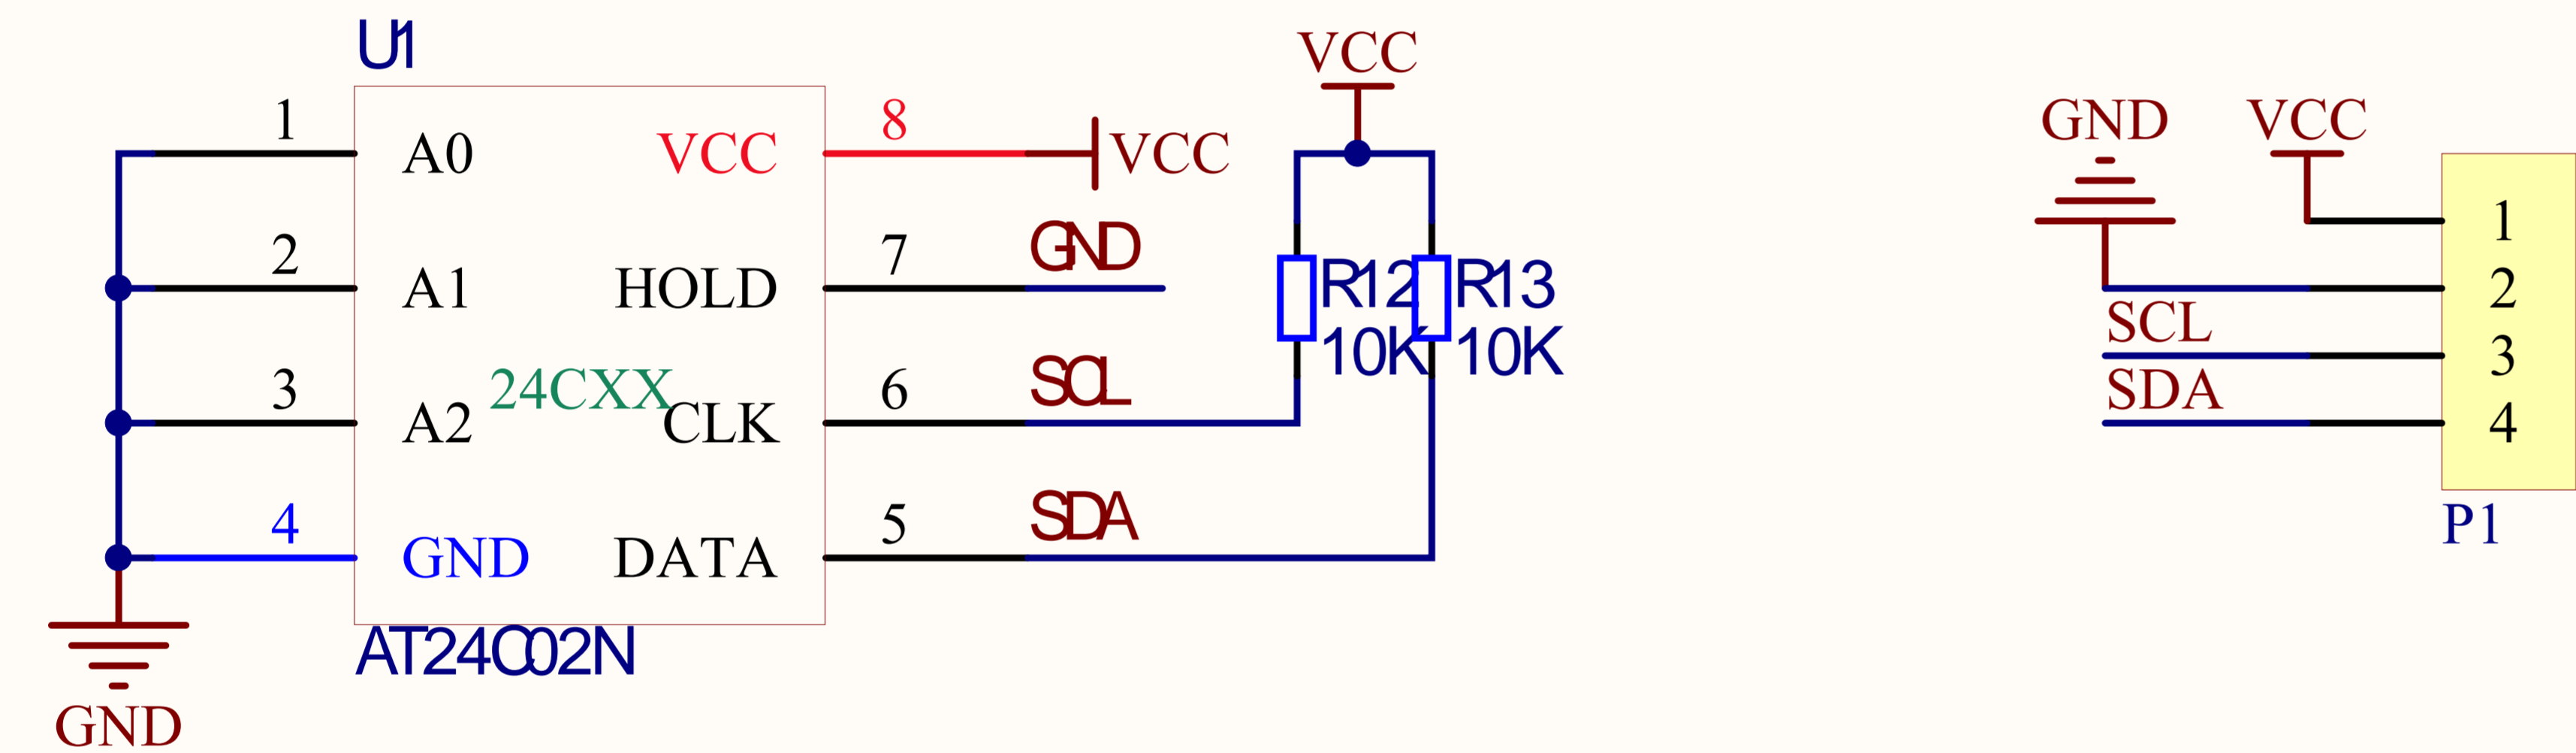 U1
1
A0
2
A1
3
A2
4
GND
24CXX
VCC
8
VCC
HOLD
7
GND
CLK
6
SCL
DATA
5
SDA
AT24C02N
GND
VCC
R12
10K
R13
10K
GND
VCC
1
2
SCL
3
SDA
4
P1